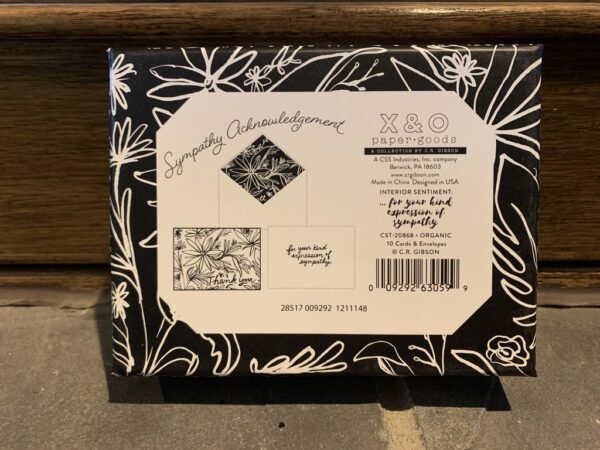 Sympathy Acknowledgement
X & O
paper • goods
A COLLECTION BY C.R. GIBSON
A CSS Industries, Inc. company
Berwick, PA 18603
www.crgibson.com
Made in China Designed in USA
INTERIOR SENTIMENT:
... for your kind
expression of
sympathy
CST-20868 • ORGANIC
10 Cards & Envelopes
© C.R. GIBSON
0 09292 63059 9
thank you
for your kind
expression of
sympathy
28517 009292 1211148